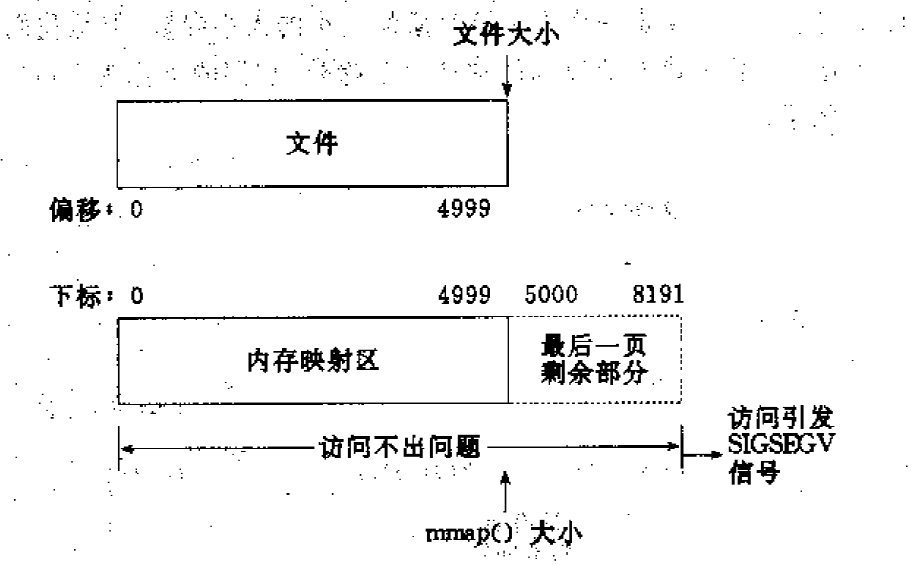 文件大小
文件
偏移: 0 4999
下标: 0 4999 5000 8191
内存映射区
最后一页
剩余部分
访问不出问题
访问引发
SIGSEGV
信号
mmap() 大小